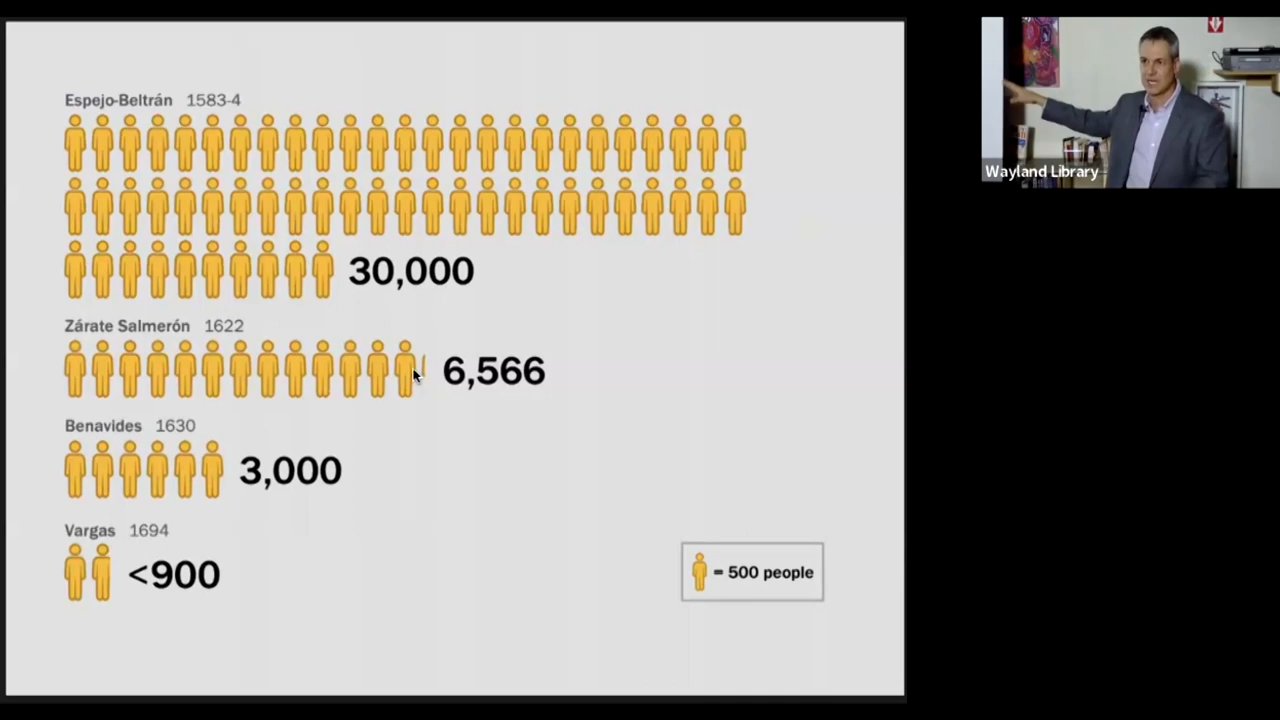 Espejo-Beltrán 1583-4
30,000
Zárate Salmerón 1622
6,566
Benavides 1630
3,000
Vargas 1694
<900
= 500 people
Wayland Library